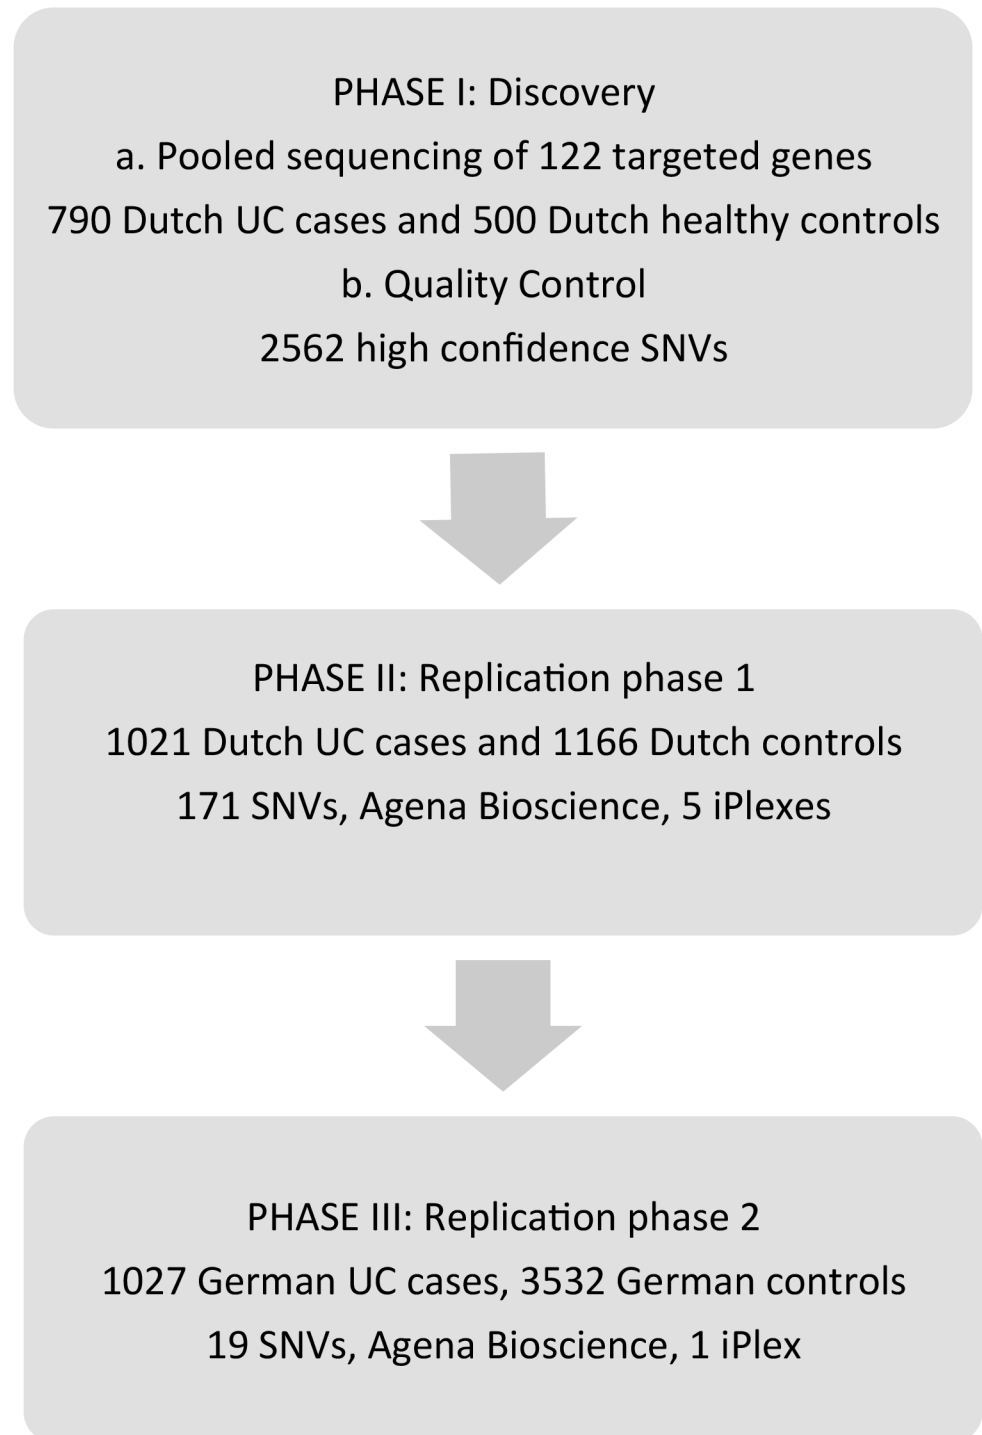 PHASE I: Discovery
a. Pooled sequencing of 122 targeted genes
790 Dutch UC cases and 500 Dutch healthy controls
b. Quality Control
2562 high confidence SNVs
PHASE II: Replication phase 1
1021 Dutch UC cases and 1166 Dutch controls
171 SNVs, Agena Bioscience, 5 iPlexes
PHASE III: Replication phase 2
1027 German UC cases, 3532 German controls
19 SNVs, Agena Bioscience, 1 iPlex